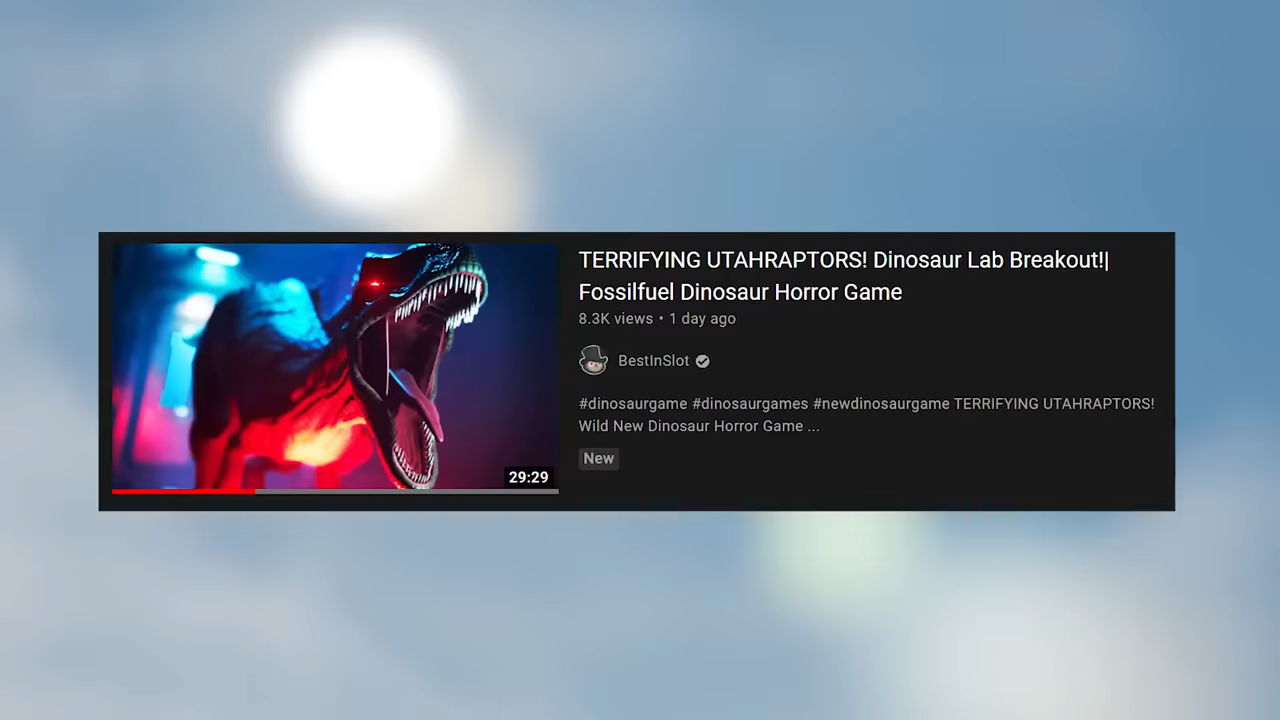 TERRIFYING UTAHRAPTORS! Dinosaur Lab Breakout!|
Fossilfuel Dinosaur Horror Game
8.3K views • 1 day ago
BestInSlot
#dinosaurgame #dinosaurgames #newdinosaurgame TERRIFYING UTAHRAPTORS!
Wild New Dinosaur Horror Game ...
New
29:29